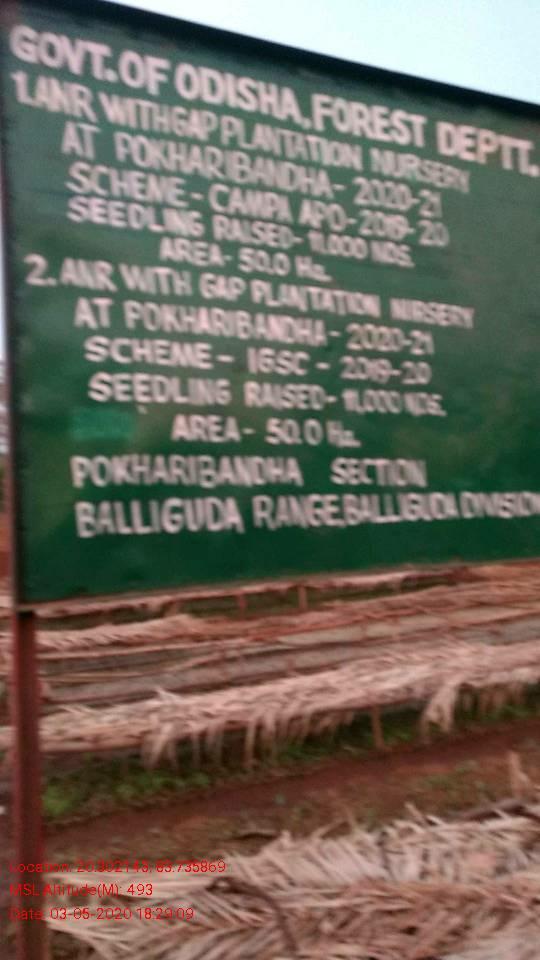 GOVT. OF ODISHA, FOREST DEPTT.
1. ANR WITH GAP PLANTATION NURSERY
AT POKHARIBANDHA - 2020-21
SCHEME - CAMPA APO - 2019-20
SEEDLING RAISED - 11,000 NOS.
AREA - 50.0 Ha.
2. ANR WITH GAP PLANTATION NURSERY
AT POKHARIBANDHA - 2020-21
SCHEME - IGSC - 2019-20
SEEDLING RAISED - 11,000 NOS.
AREA - 50.0 Ha.
POKHARIBANDHA SECTION
BALLIGUDA RANGE, BALLIGUDA DIVISION
Location: 20.302143, 83.735869
MSL Altitude(M): 493
Date: 03-05-2020 18:29:09